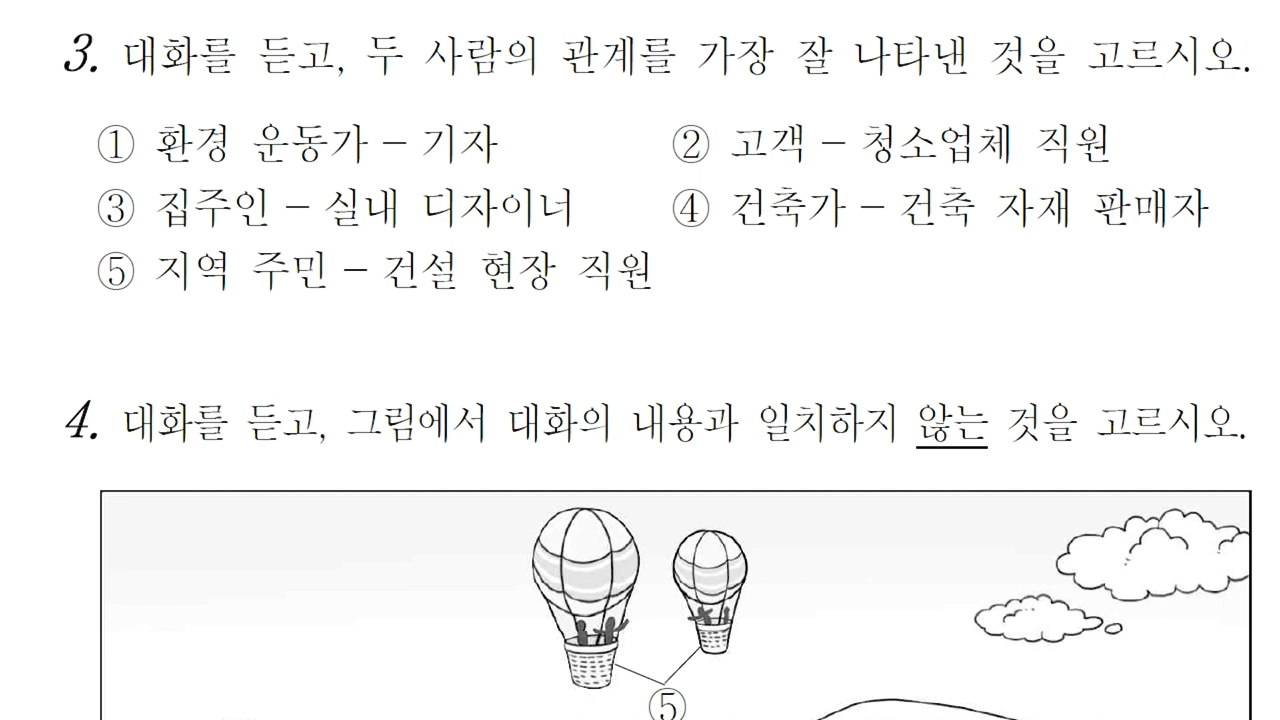 3. 대화를 듣고, 두 사람의 관계를 가장 잘 나타낸 것을 고르시오.
① 환경 운동가 – 기자 ② 고객 – 청소업체 직원
③ 집주인 – 실내 디자이너 ④ 건축가 – 건축 자재 판매자
⑤ 지역 주민 – 건설 현장 직원
4. 대화를 듣고, 그림에서 대화의 내용과 일치하지 않는 것을 고르시오.
⑤